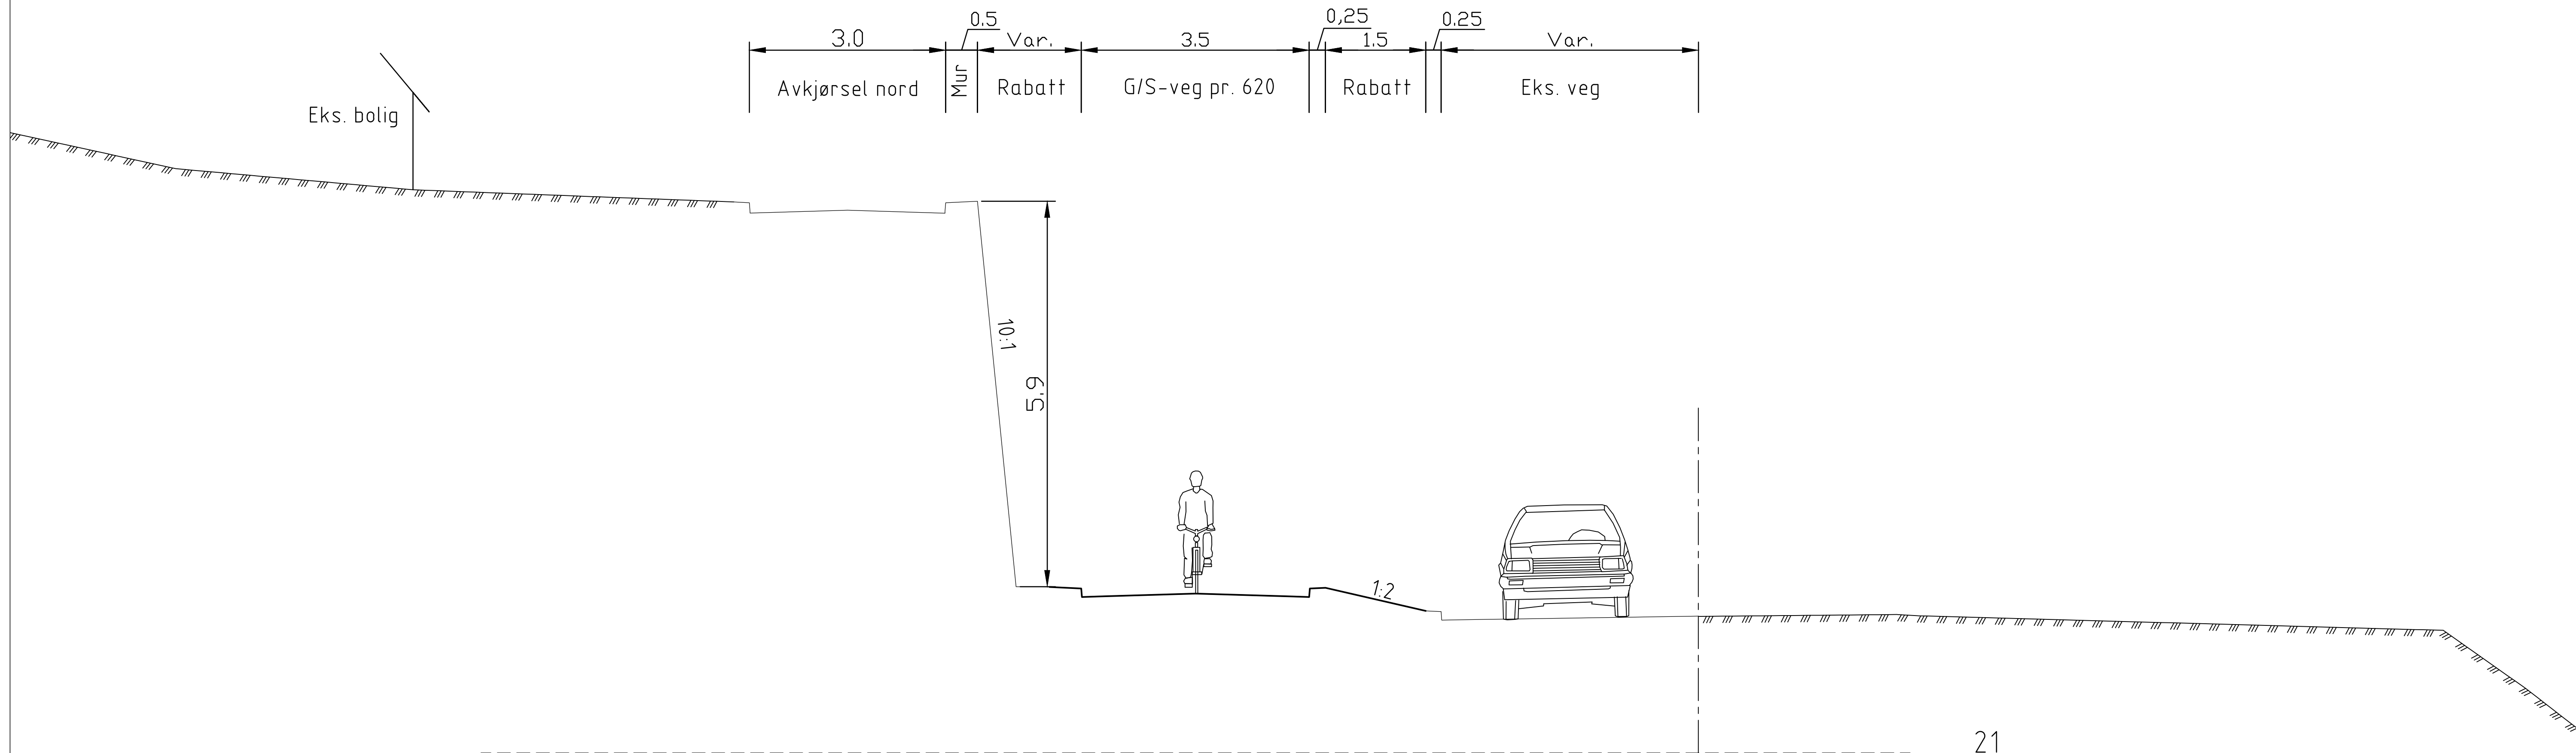 0.5
0,25
0.25
3.0
Var.
3.5
1.5
Var.
Avkjørsel nord
Mur
Rabatt
G/S-veg pr. 620
Rabatt
Eks. veg
Eks. bolig
10:1
5,9
1:2
21